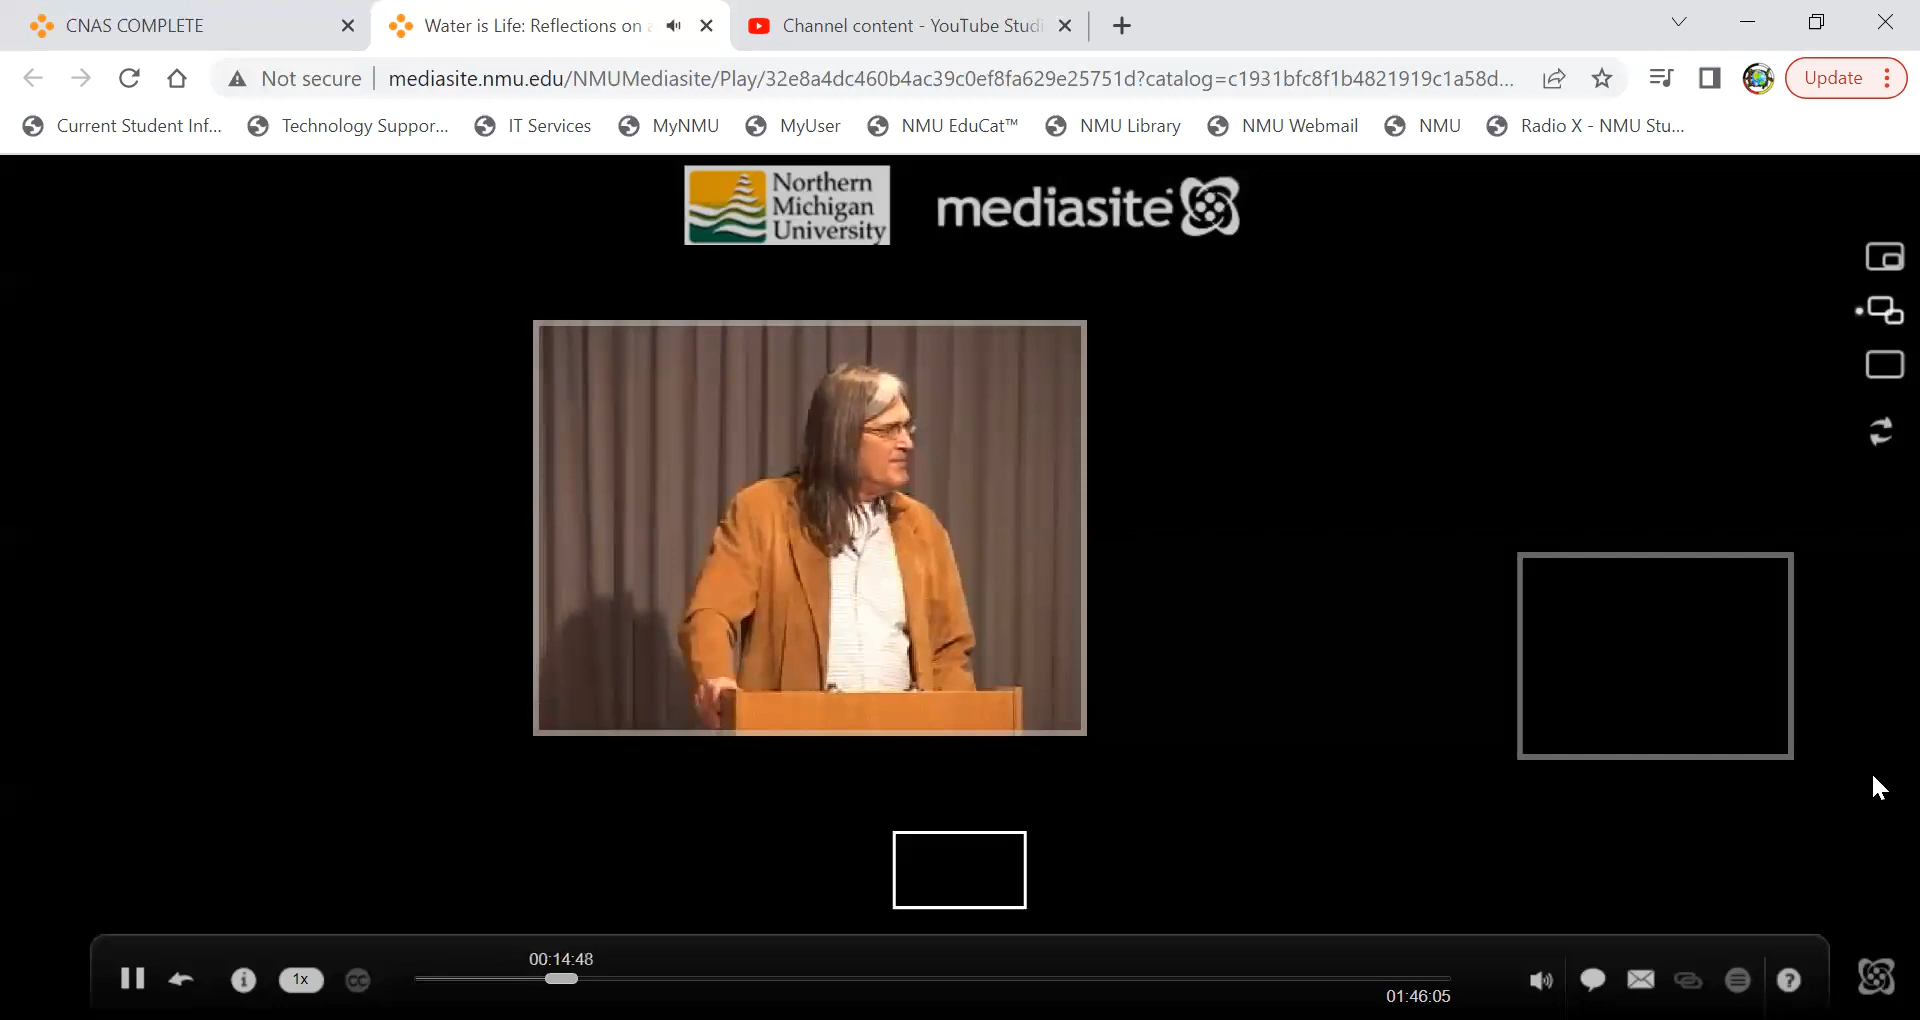 CNAS COMPLETE
Water is Life: Reflections on
Channel content - YouTube Studi
Not secure
mediasite.nmu.edu/NMUMediasite/Play/32e8a4dc460b4ac39c0ef8fa629e25751d?catalog=c1931bfc8f1b4821919c1a58d...
Update
Current Student Inf...
Technology Suppor...
IT Services
MyNMU
MyUser
NMU EduCat™
NMU Library
NMU Webmail
NMU
Radio X - NMU Stu...
Northern
Michigan
University
mediasite
00:14:48
1x
CC
01:46:05